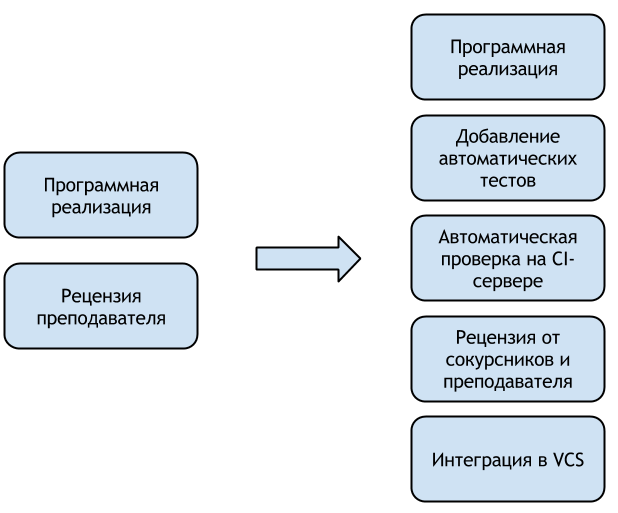 Программная
реализация
Рецензия
преподавателя
Программная
реализация
Добавление
автоматических
тестов
Автоматическая
проверка на CI-
сервере
Рецензия от
сокурсников и
преподавателя
Интеграция в VCS